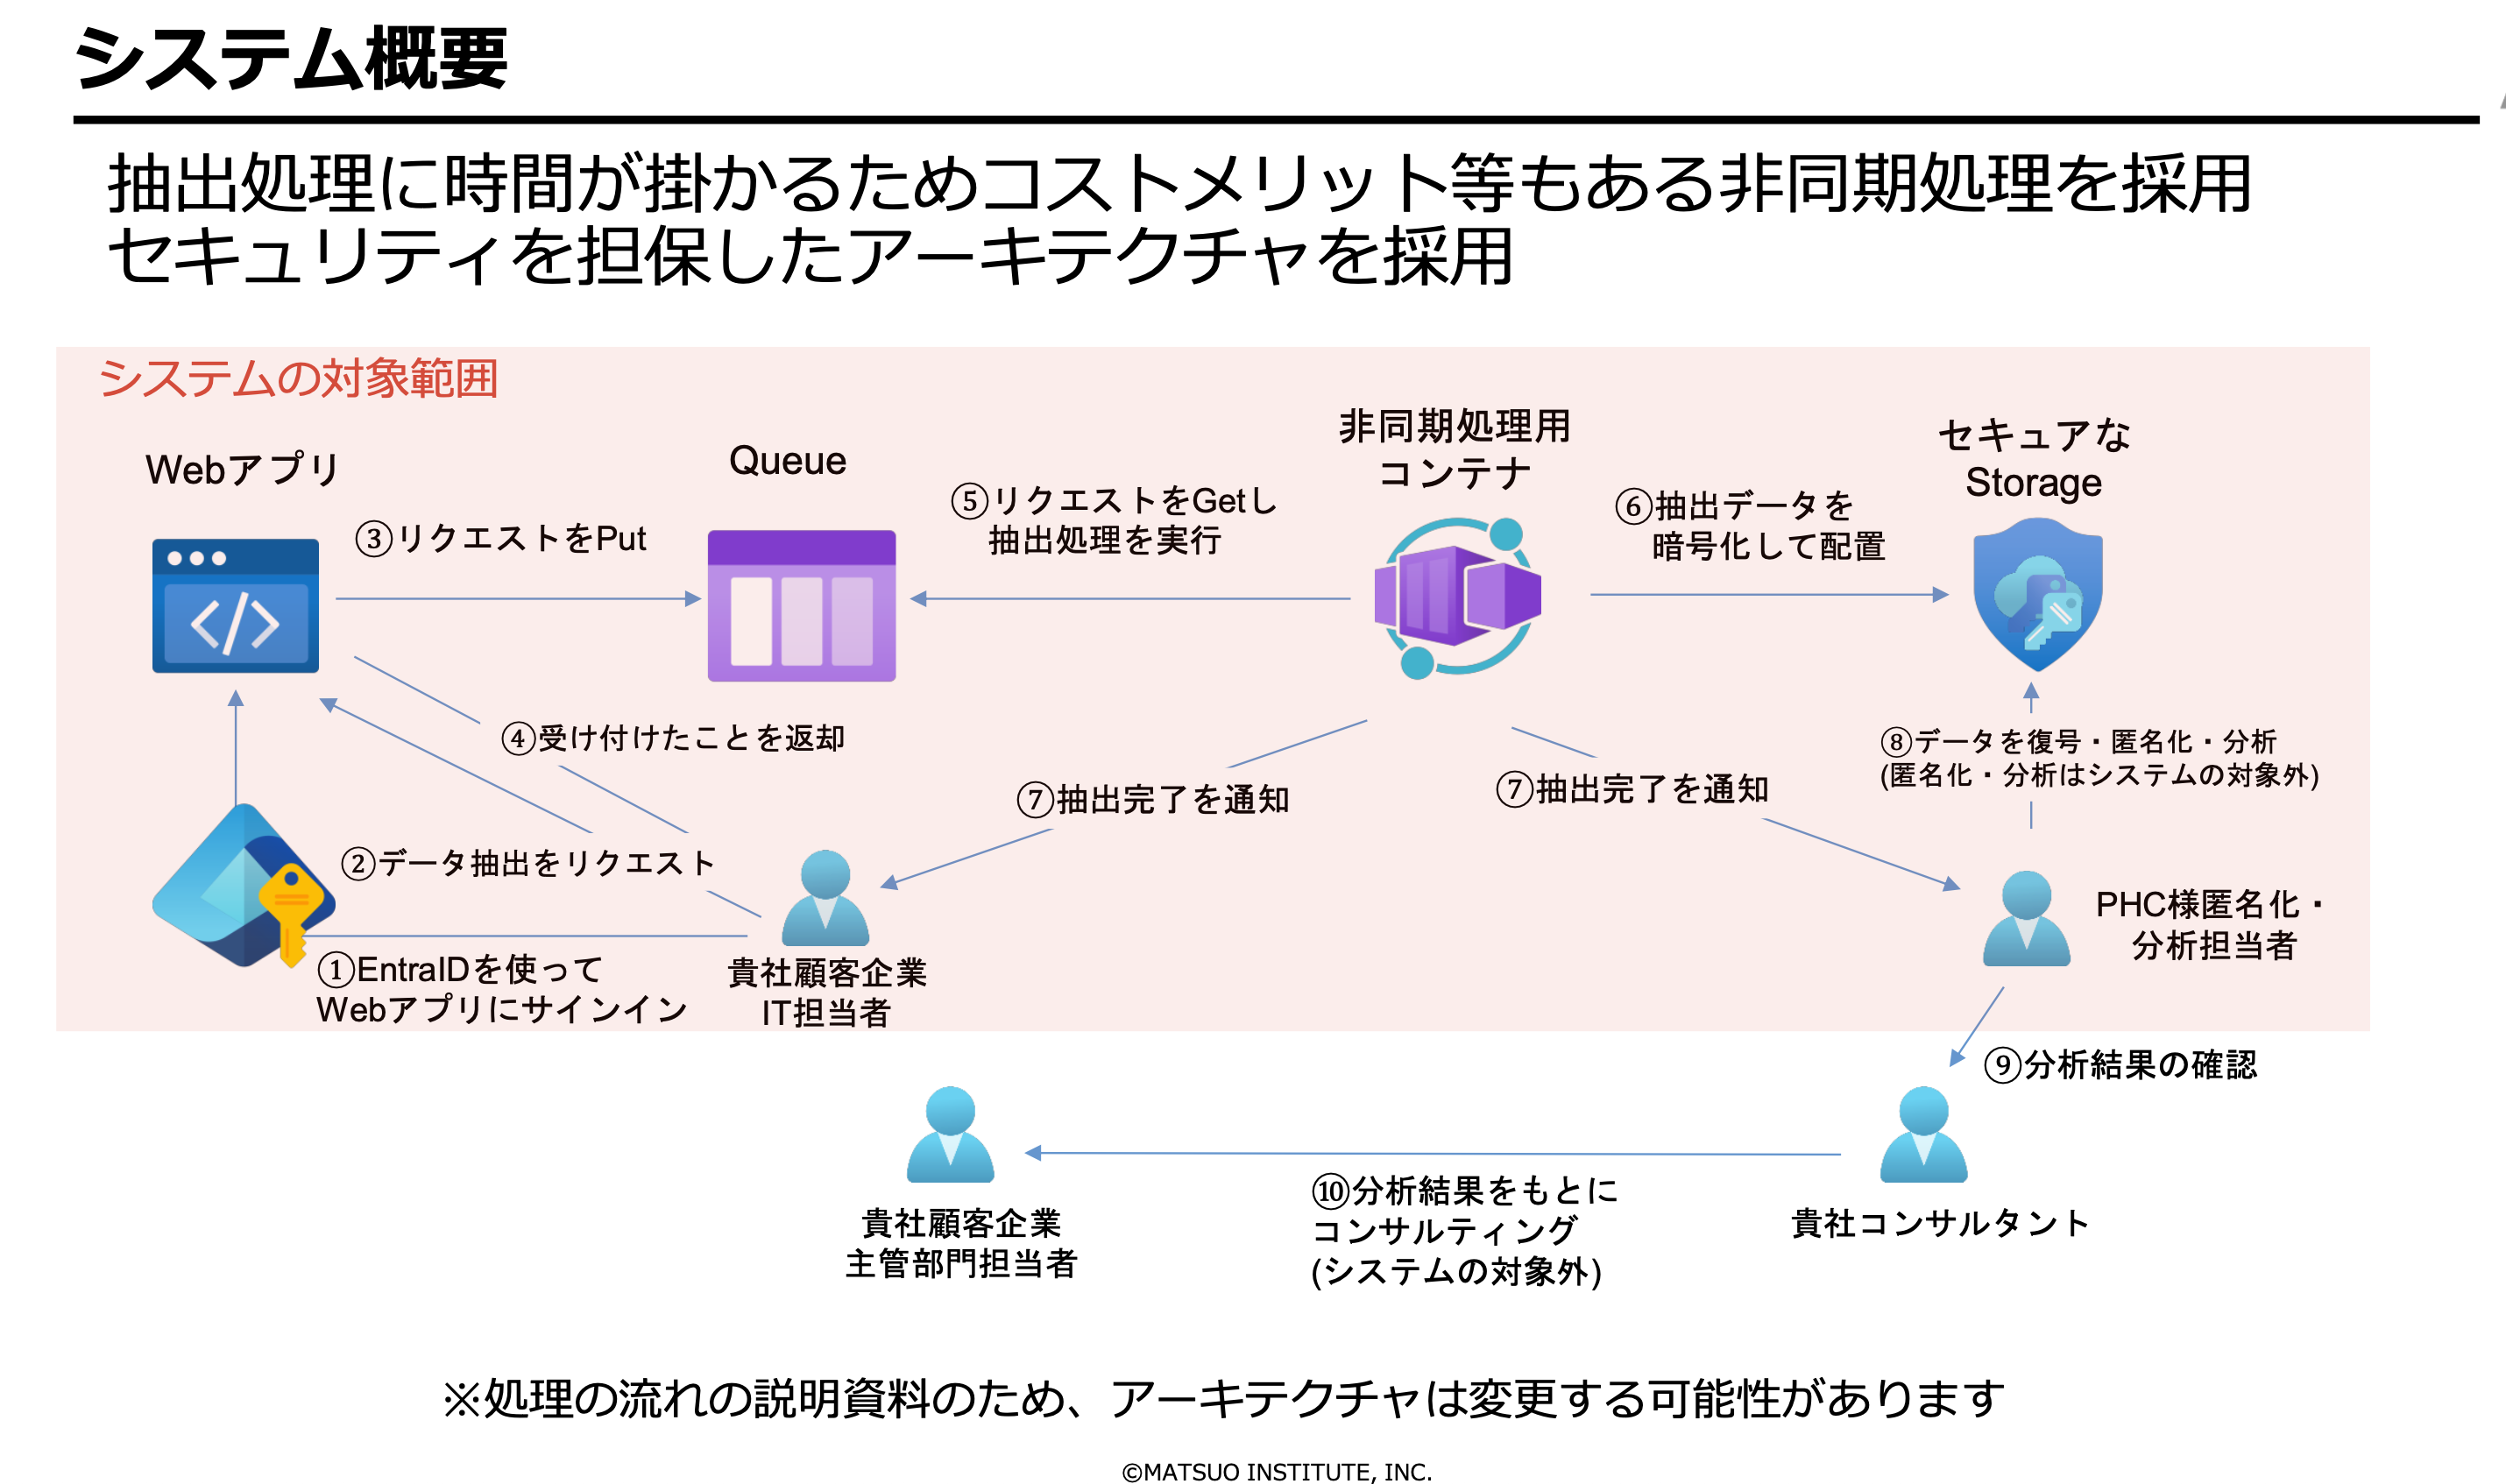 システム概要
抽出処理に時間が掛かるためコストメリット等もある非同期処理を採用
セキュリティを担保したアーキテクチャを採用
システムの対象範囲
Webアプリ
③リクエストをPut
Queue
⑤リクエストをGetし
抽出処理を実行
非同期処理用
コンテナ
⑥抽出データを
暗号化して配置
セキュアな
Storage
④受け付けたことを返却
⑦抽出完了を通知
⑦抽出完了を通知
⑧データを復号・匿名化・分析
(匿名化・分析はシステムの対象外)
②データ抽出をリクエスト
①EntraIDを使って
Webアプリにサインイン
貴社顧客企業
IT担当者
PHC様匿名化・
分析担当者
⑨分析結果の確認
貴社顧客企業
主管部門担当者
⑩分析結果をもとに
コンサルティング
(システムの対象外)
貴社コンサルタント
※処理の流れの説明資料のため、アーキテクチャは変更する可能性があります
©MATSUO INSTITUTE, INC.